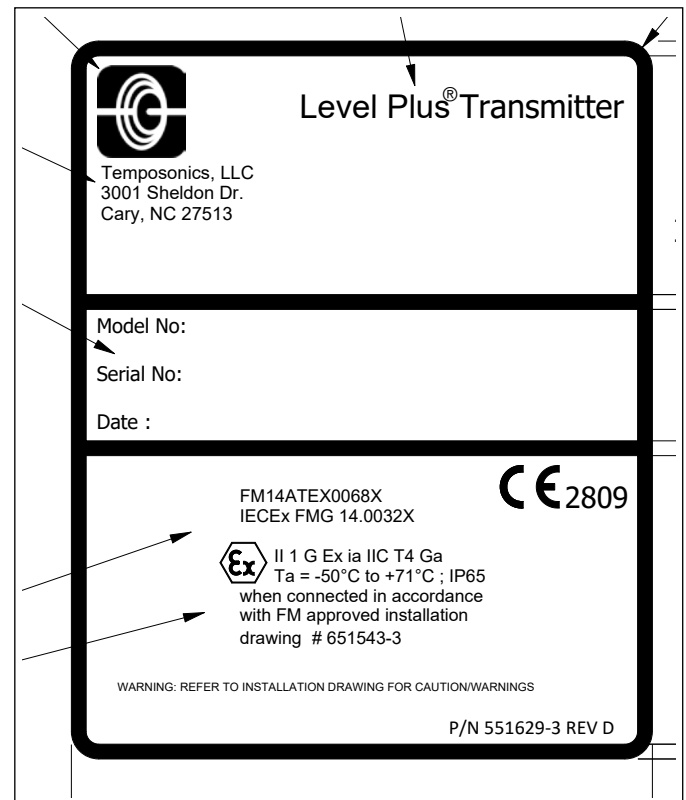 Level Plus® Transmitter
Temposonics, LLC
3001 Sheldon Dr.
Cary, NC 27513
Model No:
Serial No:
Date :
CE 2809
FM14ATEX0068X
IECEx FMG 14.0032X
Ex II 1 G Ex ia IIC T4 Ga
Ta = -50°C to +71°C ; IP65
when connected in accordance
with FM approved installation
drawing # 651543-3
WARNING: REFER TO INSTALLATION DRAWING FOR CAUTION/WARNINGS
P/N 551629-3 REV D